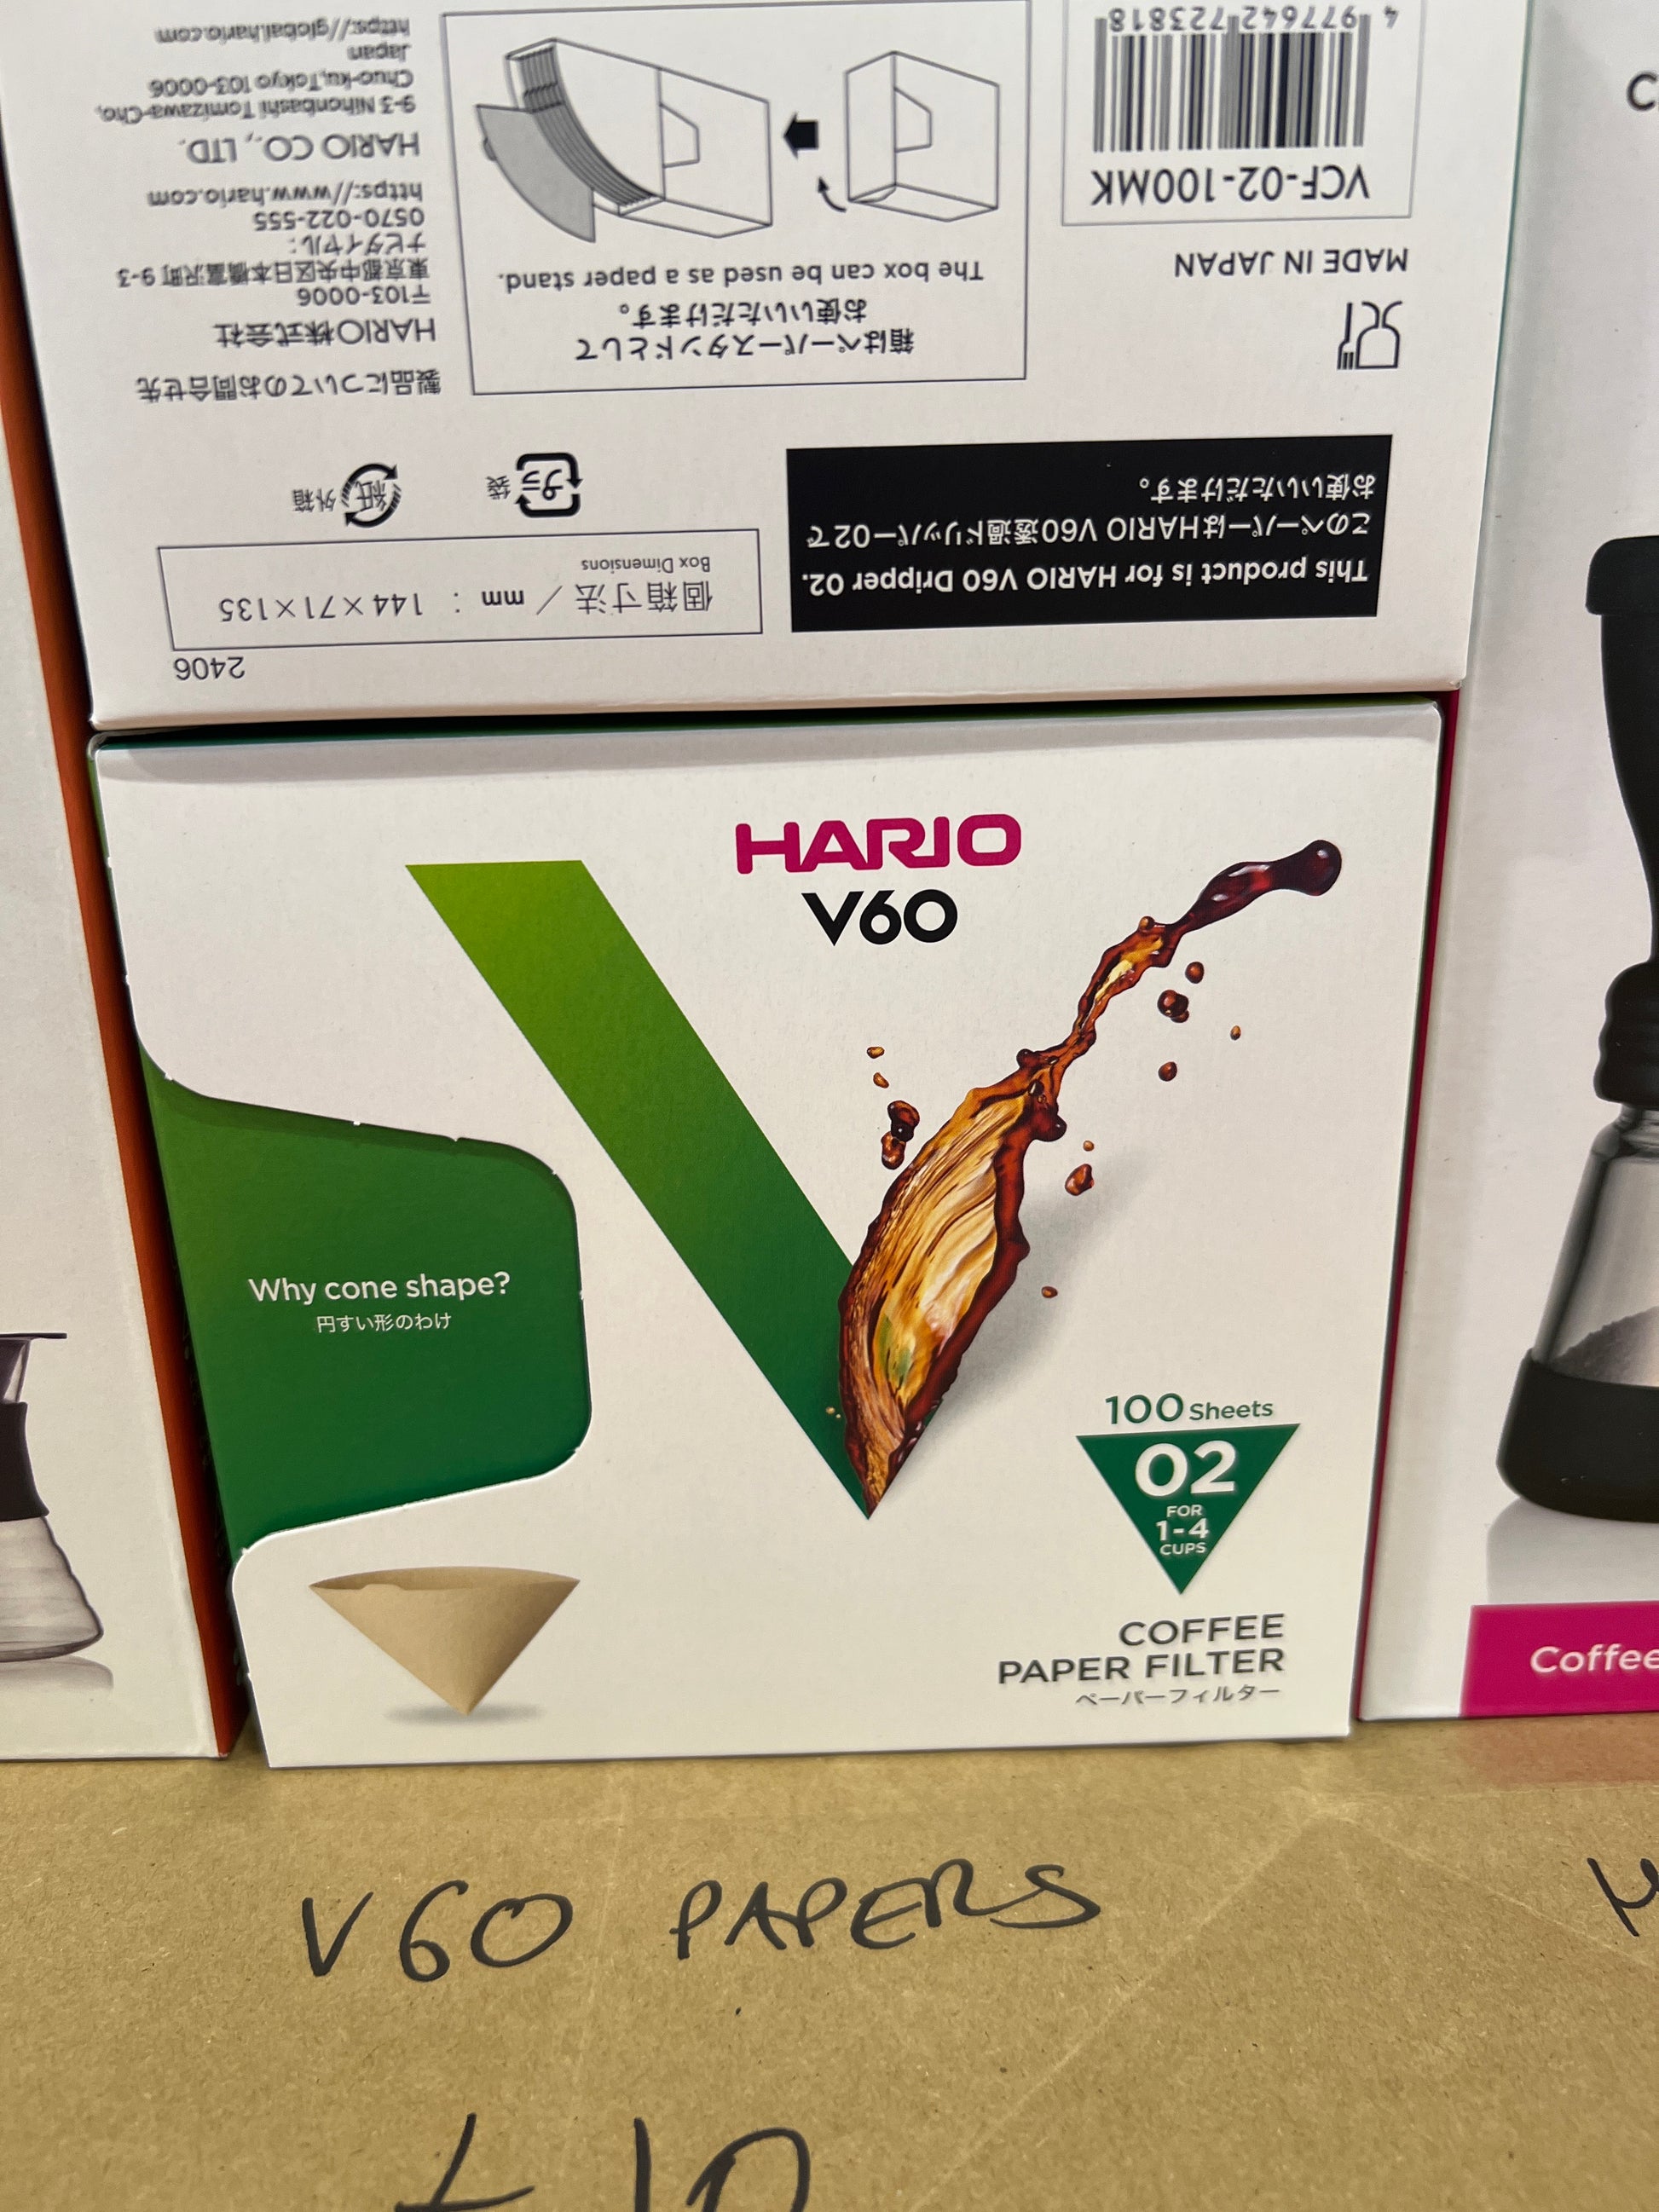 2406
個箱寸法 / mm : 144×71×135
Box Dimensions
This product is for HARIO V60 Dripper 02.
このペーパーはHARIO V60透過ドリッパー02で
お使いいただけます。
紙 外箱
プラ 袋
製品についてのお問合せ先
HARIO株式会社
〒103-0006
東京都中央区日本橋富沢町 9-3
ナビダイヤル:
0570-022-555
https://www.hario.com
HARIO CO., LTD.
9-3 Nihonbashi Tomizawa-Cho,
Chuo-ku,Tokyo 103-0006
Japan
https://global.hario.com
箱はペーパースタンドとして
お使いいただけます。
The box can be used as a paper stand.
MADE IN JAPAN
VCF-02-100MK
4 977642 723818
HARIO
V60
Why cone shape?
円すい形のわけ
100 Sheets
02
FOR
1-4
CUPS
COFFEE
PAPER FILTER
ペーパーフィルター
Coffee
V60 PAPERS